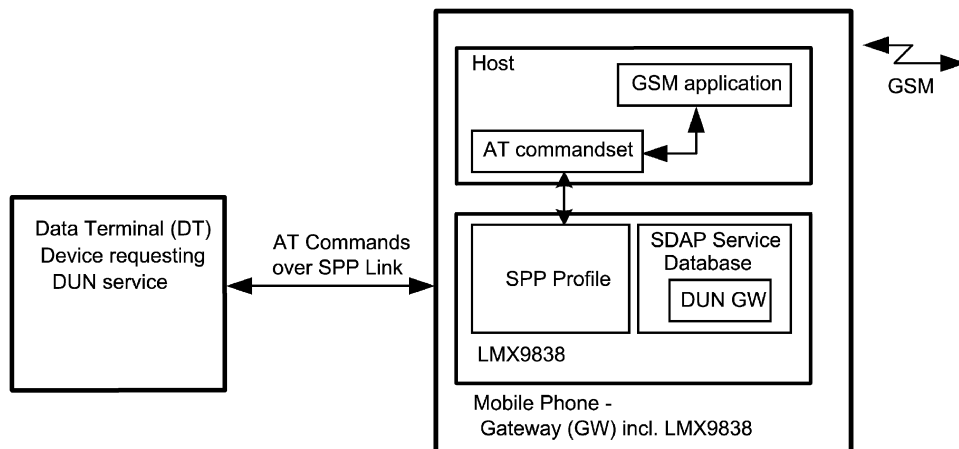 Host
GSM application
AT commandset
GSM
Data Terminal (DT)
Device requesting
DUN service
AT Commands
over SPP Link
SPP Profile
SDAP Service
Database
DUN GW
LMX9838
Mobile Phone -
Gateway (GW) incl. LMX9838